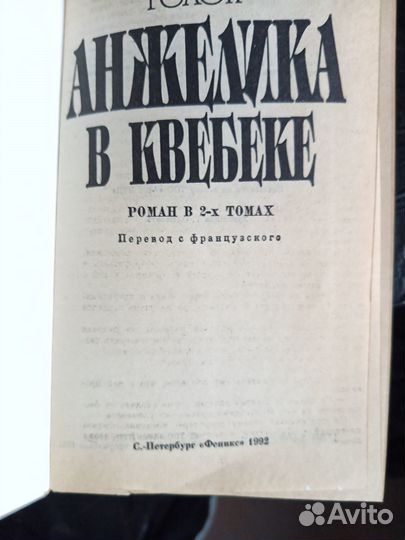 АНЖЕЛИКА
В КВЕБЕКЕ
РОМАН В 2-х ТОМАХ
Перевод с французского
С.-Петербург «Феникс» 1992
Avito